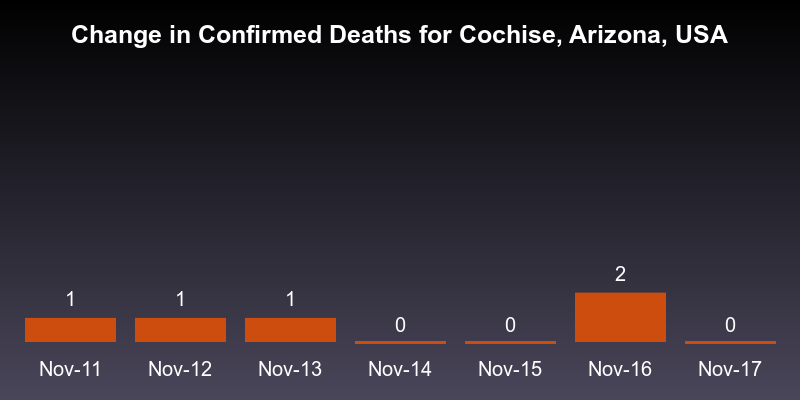 Change in Confirmed Deaths for Cochise, Arizona, USA
2
1 1 1
0 0 0
Nov-11 Nov-12 Nov-13 Nov-14 Nov-15 Nov-16 Nov-17